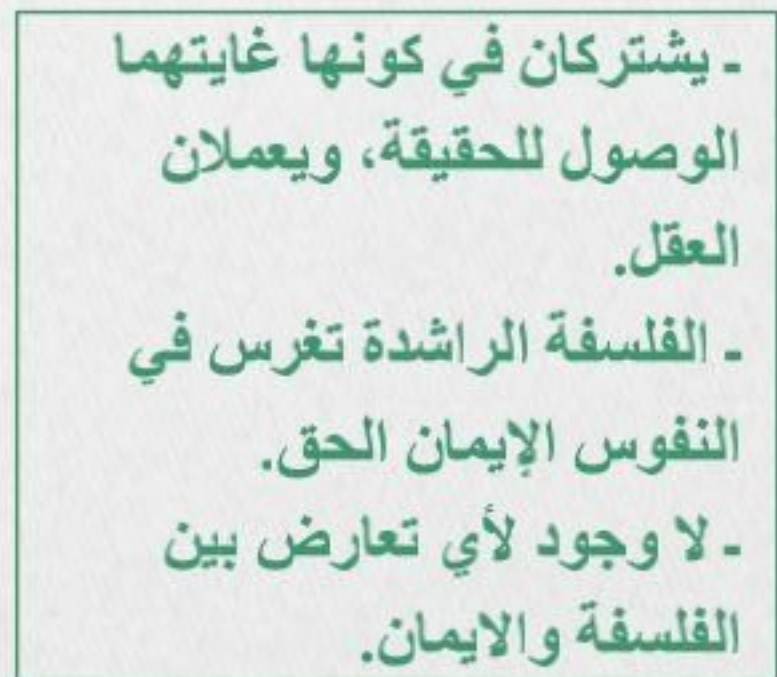 - يشتركان في كونها غايتهما
الوصول للحقيقة، ويعملان
العقل.
- الفلسفة الراشدة تغرس في
النفوس الإيمان الحق.
- لا وجود لأي تعارض بين
الفلسفة والايمان.